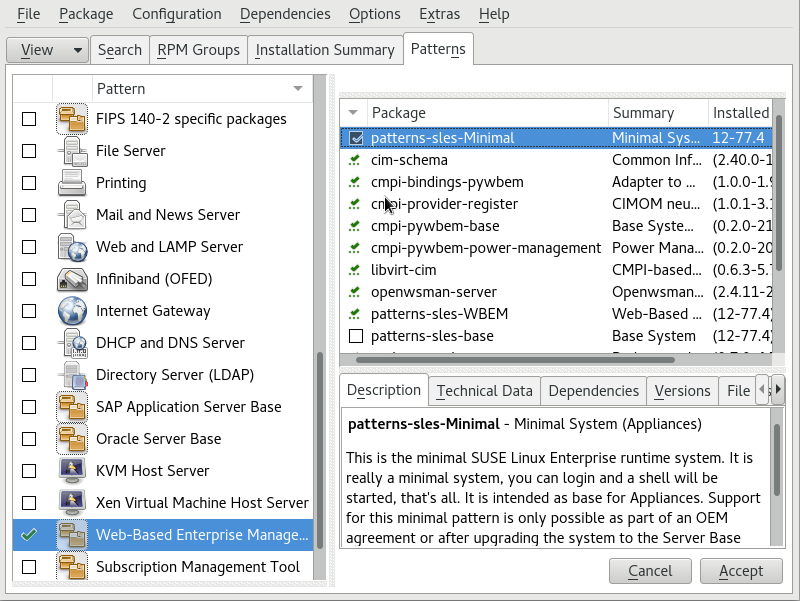 File Package Configuration Dependencies Options Extras Help
View Search RPM Groups Installation Summary Patterns
Pattern
FIPS 140-2 specific packages
File Server
Printing
Mail and News Server
Web and LAMP Server
Infiniband (OFED)
Internet Gateway
DHCP and DNS Server
Directory Server (LDAP)
SAP Application Server Base
Oracle Server Base
KVM Host Server
Xen Virtual Machine Host Server
Web-Based Enterprise Manage...
Subscription Management Tool
Package Summary Installed
patterns-sles-Minimal Minimal Sys... 12-77.4
cim-schema Common Inf... (2.40.0-1
cmpi-bindings-pywbem Adapter to ... (1.0.0-1.9
cmpi-provider-register CIMOM neu... (1.0.1-3.1
cmpi-pywbem-base Base Syste... (0.2.0-21
cmpi-pywbem-power-management Power Mana... (0.2.0-20
libvirt-cim CMPI-based... (0.6.3-5.
openwsman-server Openwsman... (2.4.11-2
patterns-sles-WBEM Web-Based ... (12-77.4)
patterns-sles-base Base System (12-77.4)
Description Technical Data Dependencies Versions File
patterns-sles-Minimal - Minimal System (Appliances)
This is the minimal SUSE Linux Enterprise runtime system. It is
really a minimal system, you can login and a shell will be
started, that's all. It is intended as base for Appliances. Support
for this minimal pattern is only possible as part of an OEM
agreement or after upgrading the system to the Server Base
Cancel Accept